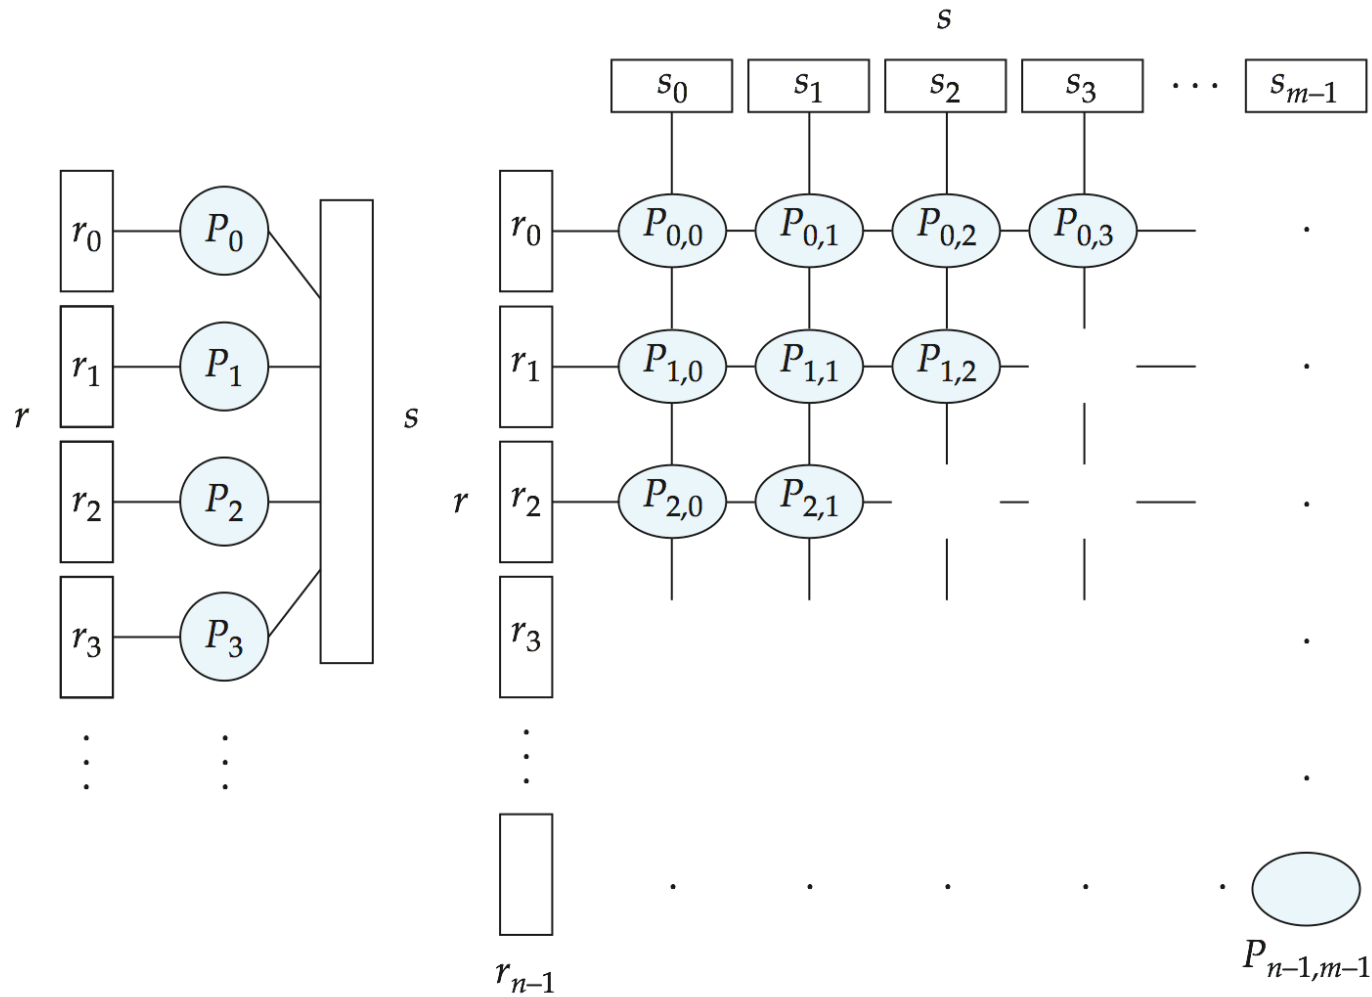 s
s0 s1 s2 s3 ··· sm–1
r0 P0 r0 P0,0 P0,1 P0,2 P0,3
r1 P1 r1 P1,0 P1,1 P1,2
r s
r2 P2 r r2 P2,0 P2,1
r3 P3 r3
Pn–1,m–1
rn–1